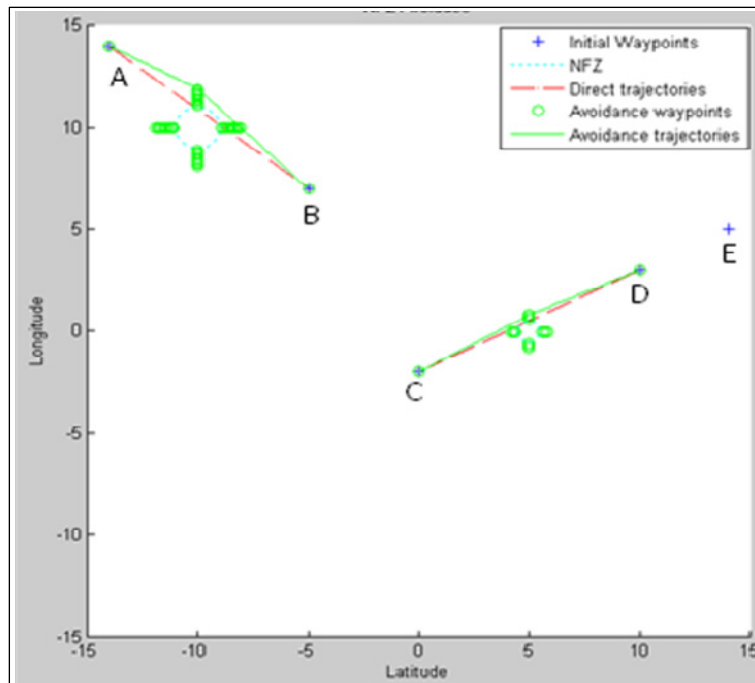 15
10
5
0
-5
-10
-15
-15
-10
-5
0
5
10
15
Longitude
Latitude
Initial Waypoints
NFZ
Direct trajectories
Avoidance waypoints
Avoidance trajectories
A
B
C
D
E